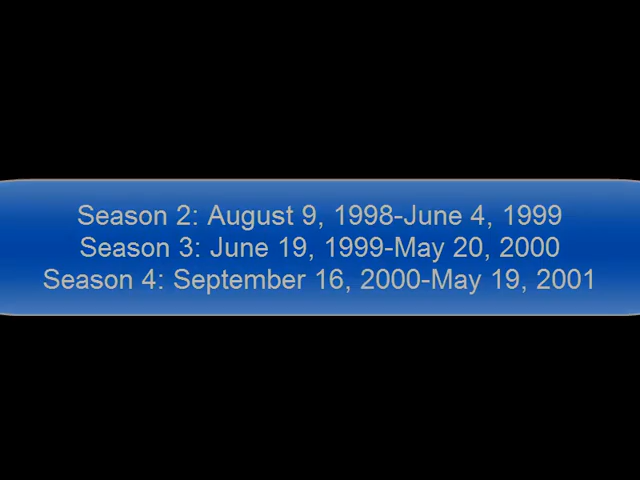 Season 2: August 9, 1998-June 4, 1999
Season 3: June 19, 1999-May 20, 2000
Season 4: September 16, 2000-May 19, 2001